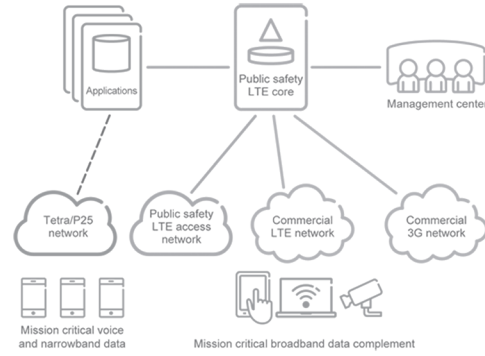 Applications
Public safety
LTE core
Management center
Tetra/P25
network
Public safety
LTE access
network
Commercial
LTE network
Commercial
3G network
Mission critical voice
and narrowband data
Mission critical broadband data complement